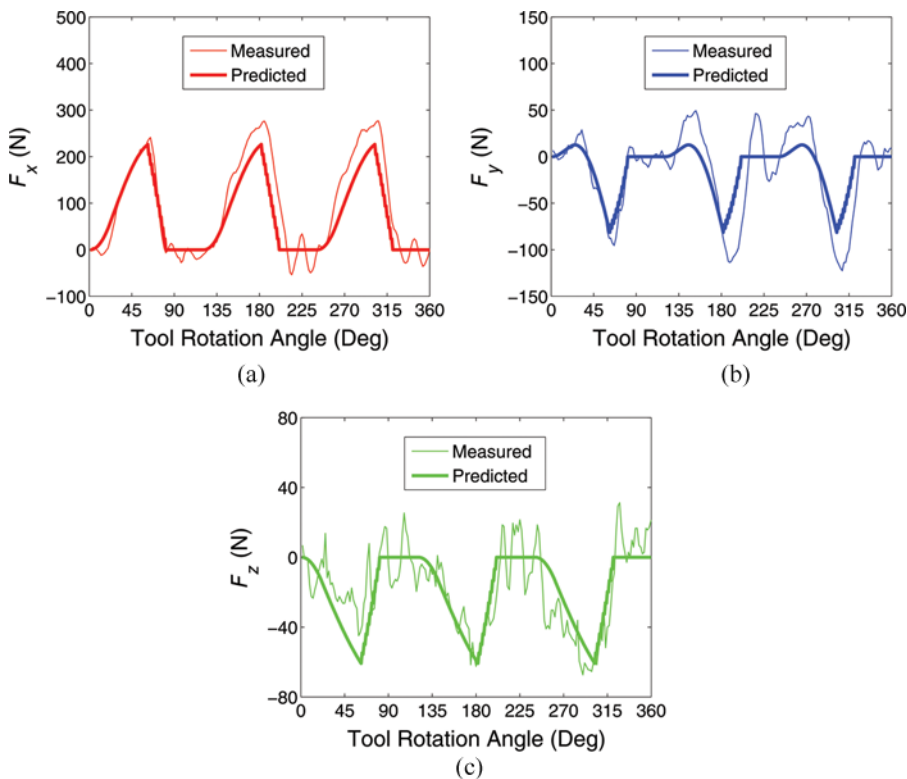 500
400
300
200
100
0
−100
F_x (N)
Measured
Predicted
0 45 90 135 180 225 270 315 360
Tool Rotation Angle (Deg)
(a)
150
100
50
0
−50
−100
−150
F_y (N)
Measured
Predicted
0 45 90 135 180 225 270 315 360
Tool Rotation Angle (Deg)
(b)
80
40
0
−40
−80
F_z (N)
Measured
Predicted
0 45 90 135 180 225 270 315 360
Tool Rotation Angle (Deg)
(c)